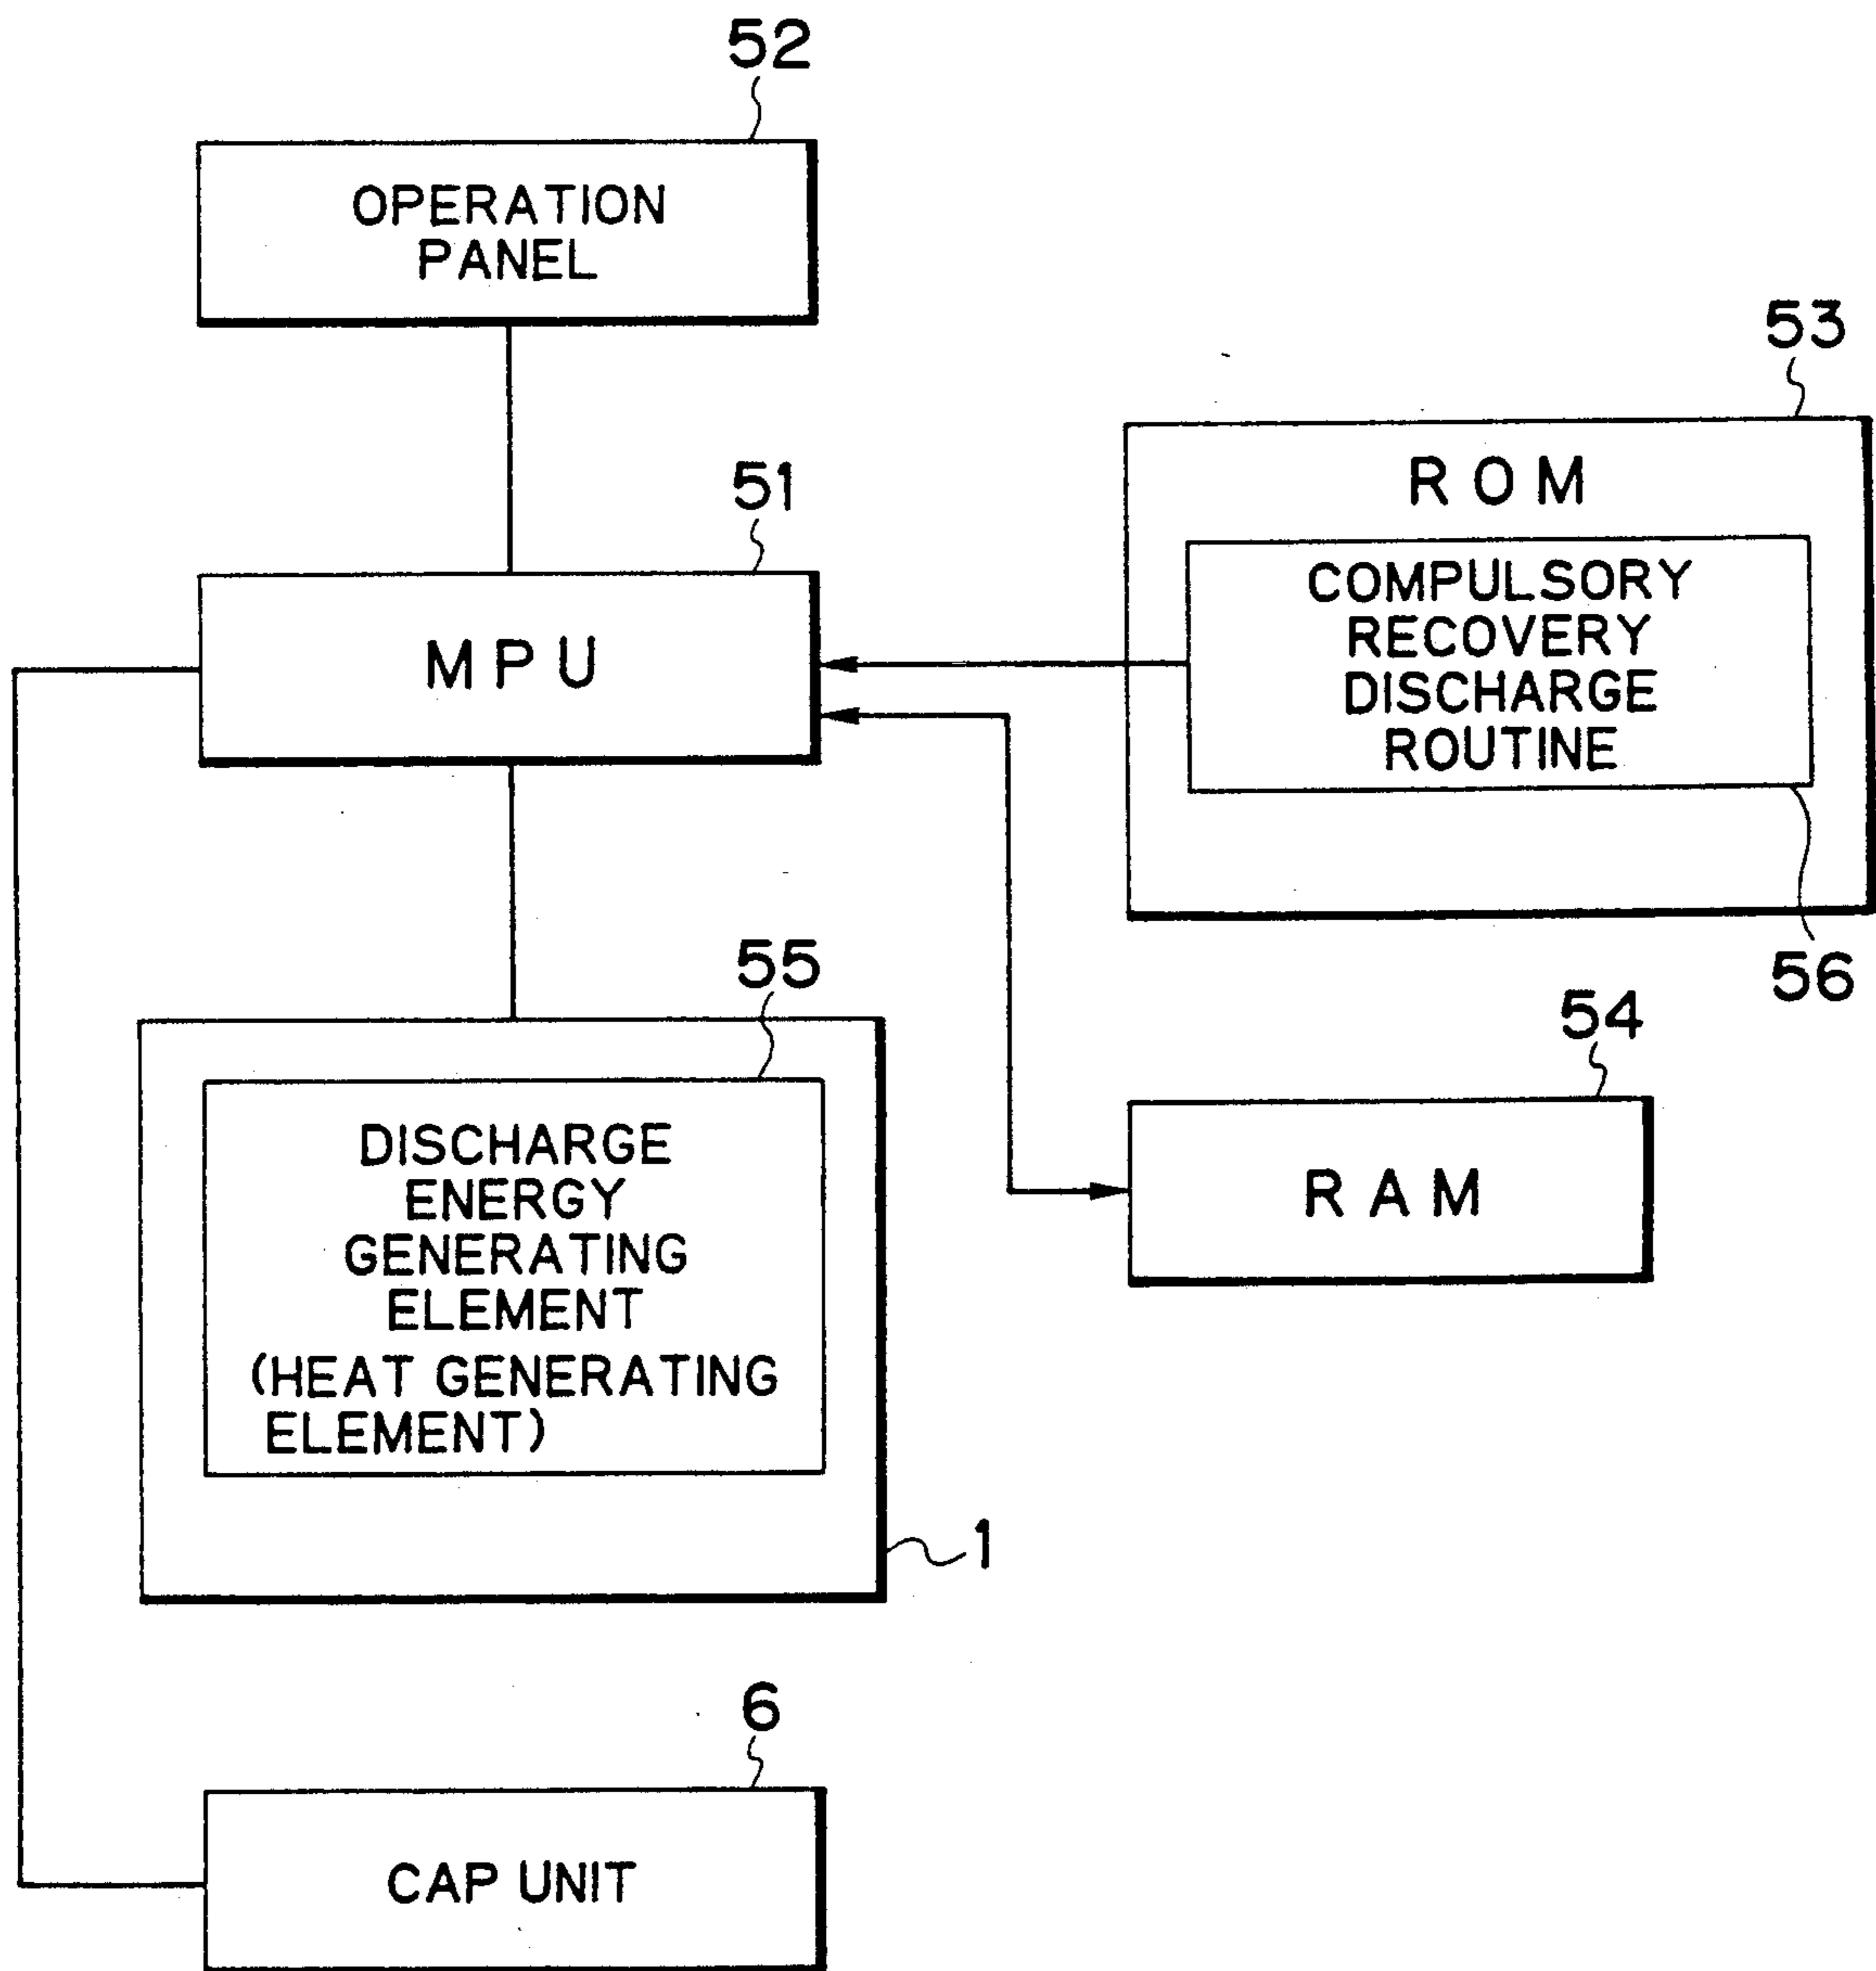 52
OPERATION
PANEL
53
51
ROM
MPU
COMPULSORY
RECOVERY
DISCHARGE
ROUTINE
55
56
54
DISCHARGE
ENERGY
GENERATING
ELEMENT
(HEAT GENERATING
ELEMENT)
RAM
1
6
CAP UNIT